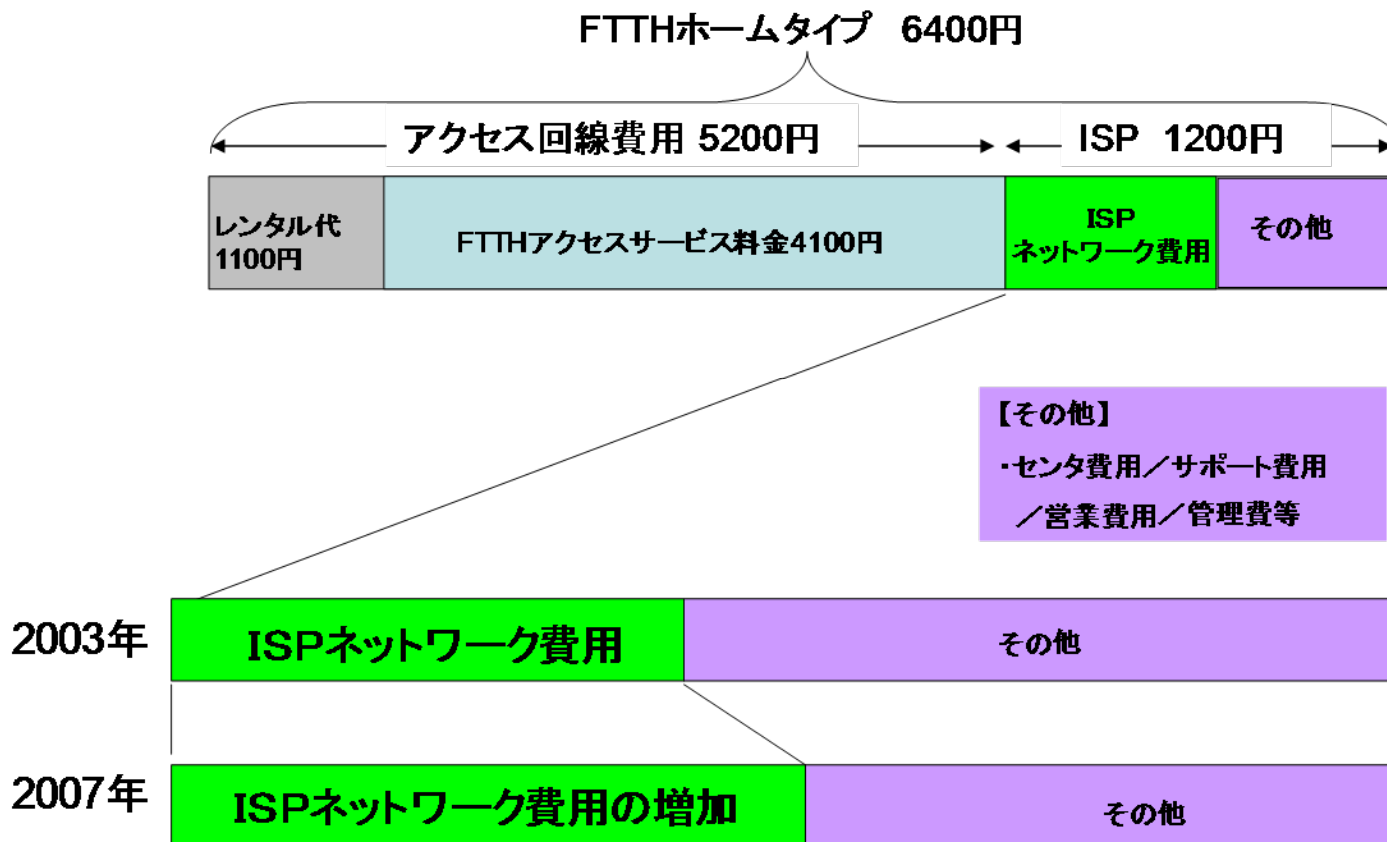 FTTHホームタイプ 6400円
アクセス回線費用 5200円
ISP 1200円
レンタル代
1100円
FTTHアクセスサービス料金4100円
ISP
ネットワーク費用
その他
【その他】
・センタ費用／サポート費用
／営業費用／管理費等
2003年
ISPネットワーク費用
その他
2007年
ISPネットワーク費用の増加
その他